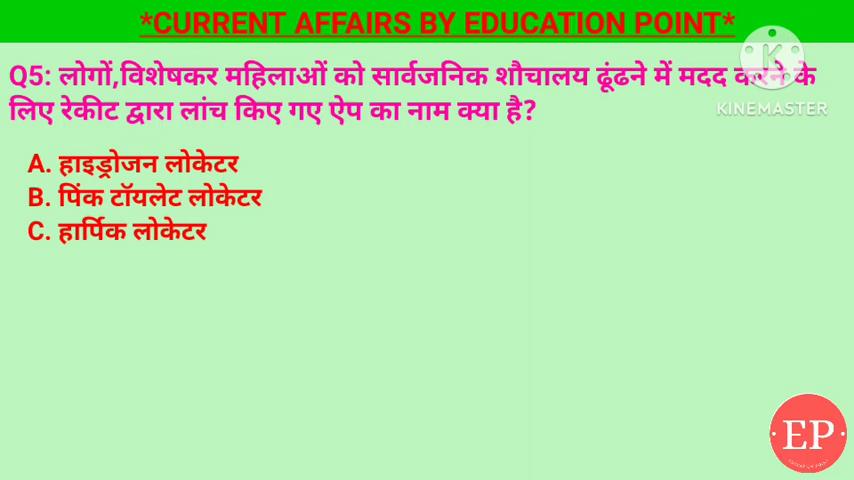 *CURRENT AFFAIRS BY EDUCATION POINT*
Q5: लोगों,विशेषकर महिलाओं को सार्वजनिक शौचालय ढूंढने में मदद करने के
लिए रेकीट द्वारा लांच किए गए ऐप का नाम क्या है?
KINEMASTER
A. हाइड्रोजन लोकेटर
B. पिंक टॉयलेट लोकेटर
C. हार्पिक लोकेटर
EP